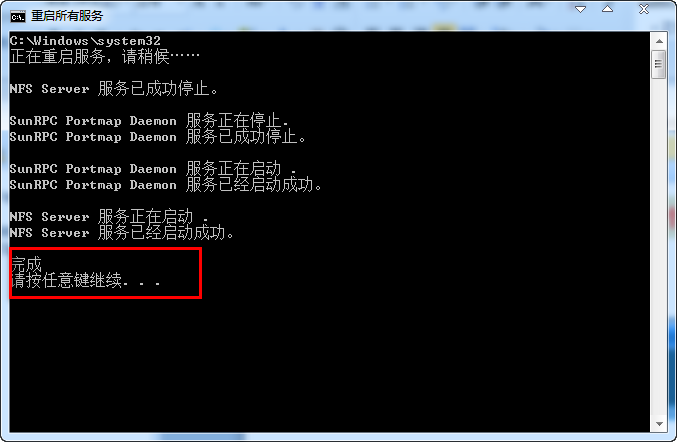 重启所有服务
C:\Windows\system32
正在重启服务，请稍候……
NFS Server 服务已成功停止。
SunRPC Portmap Daemon 服务正在停止.
SunRPC Portmap Daemon 服务已成功停止。
SunRPC Portmap Daemon 服务正在启动 .
SunRPC Portmap Daemon 服务已经启动成功。
NFS Server 服务正在启动 .
NFS Server 服务已经启动成功。
完成
请按任意键继续. . .